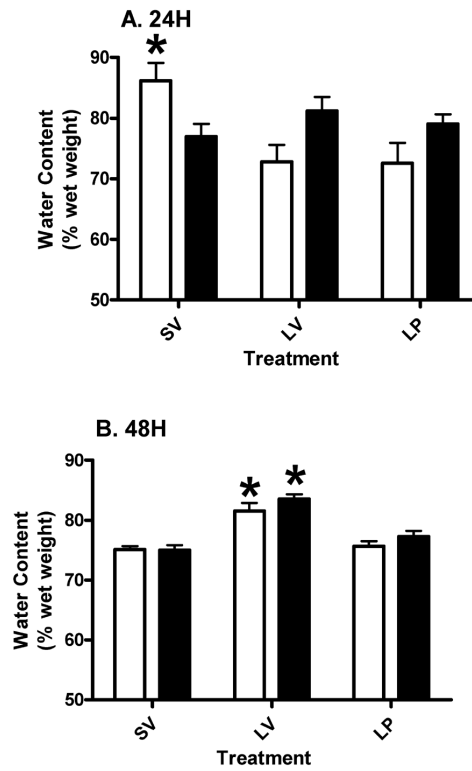 A. 24H
*
90
80
70
60
50
Water Content
(% wet weight)
SV LV LP
Treatment
B. 48H
* *
90
80
70
60
50
Water Content
(% wet weight)
SV LV LP
Treatment